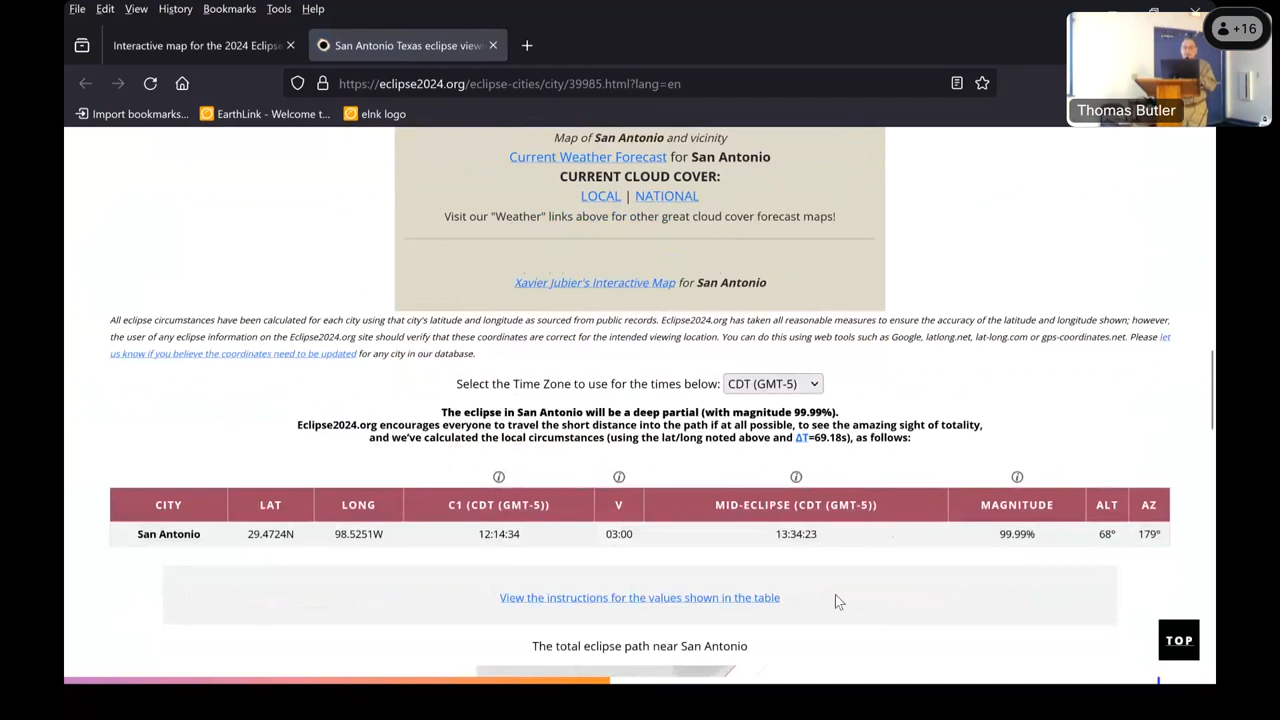 File Edit View History Bookmarks Tools Help
+16
Interactive map for the 2024 Eclipse
San Antonio Texas eclipse view
https://eclipse2024.org/eclipse-cities/city/39985.html?lang=en
Import bookmarks... EarthLink - Welcome t... elnk logo
Thomas Butler
Map of San Antonio and vicinity
Current Weather Forecast for San Antonio
CURRENT CLOUD COVER:
LOCAL | NATIONAL
Visit our "Weather" links above for other great cloud cover forecast maps!
Xavier Jubier's Interactive Map for San Antonio
All eclipse circumstances have been calculated for each city using that city's latitude and longitude as sourced from public records. Eclipse2024.org has taken all reasonable measures to ensure the accuracy of the latitude and longitude shown; however,
the user of any eclipse information on the Eclipse2024.org site should verify that these coordinates are correct for the intended viewing location. You can do this using web tools such as Google, latlong.net, lat-long.com or gps-coordinates.net. Please let
us know if you believe the coordinates need to be updated for any city in our database.
Select the Time Zone to use for the times below: CDT (GMT-5)
The eclipse in San Antonio will be a deep partial (with magnitude 99.99%).
Eclipse2024.org encourages everyone to travel the short distance into the path if at all possible, to see the amazing sight of totality,
and we've calculated the local circumstances (using the lat/long noted above and ΔT=69.18s), as follows:
CITY LAT LONG C1 (CDT (GMT-5)) V MID-ECLIPSE (CDT (GMT-5)) MAGNITUDE ALT AZ
San Antonio 29.4724N 98.5251W 12:14:34 03:00 13:34:23 99.99% 68° 179°
View the instructions for the values shown in the table
The total eclipse path near San Antonio
TOP